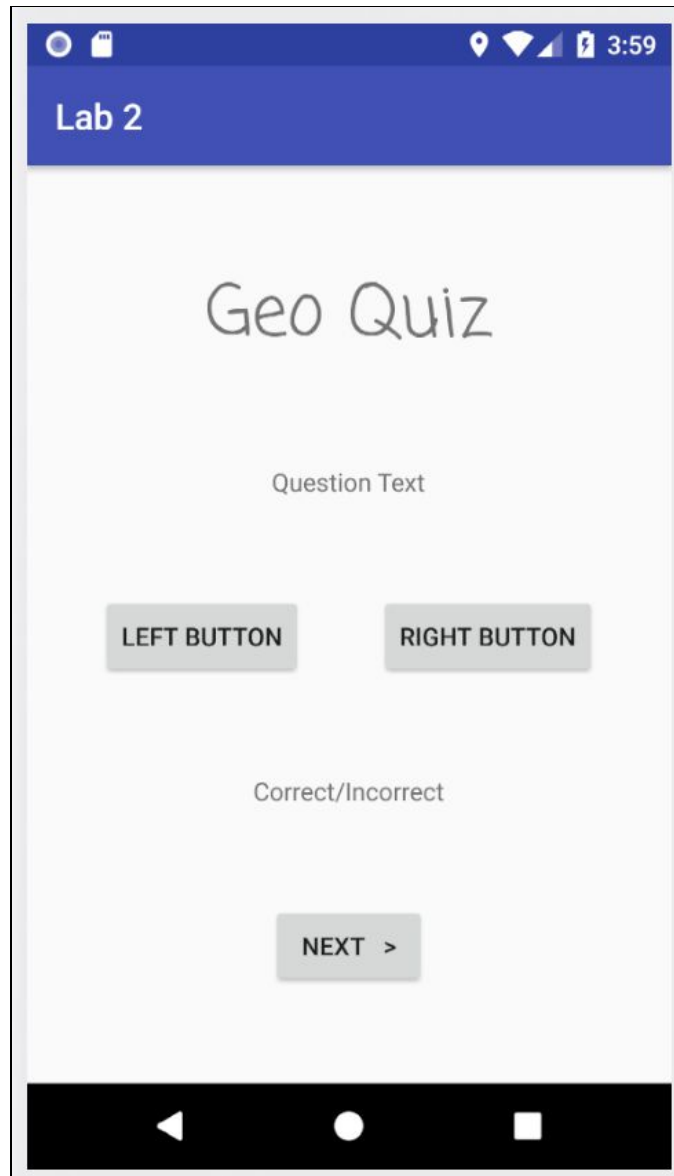 3:59
Lab 2
Geo Quiz
Question Text
LEFT BUTTON RIGHT BUTTON
Correct/Incorrect
NEXT >